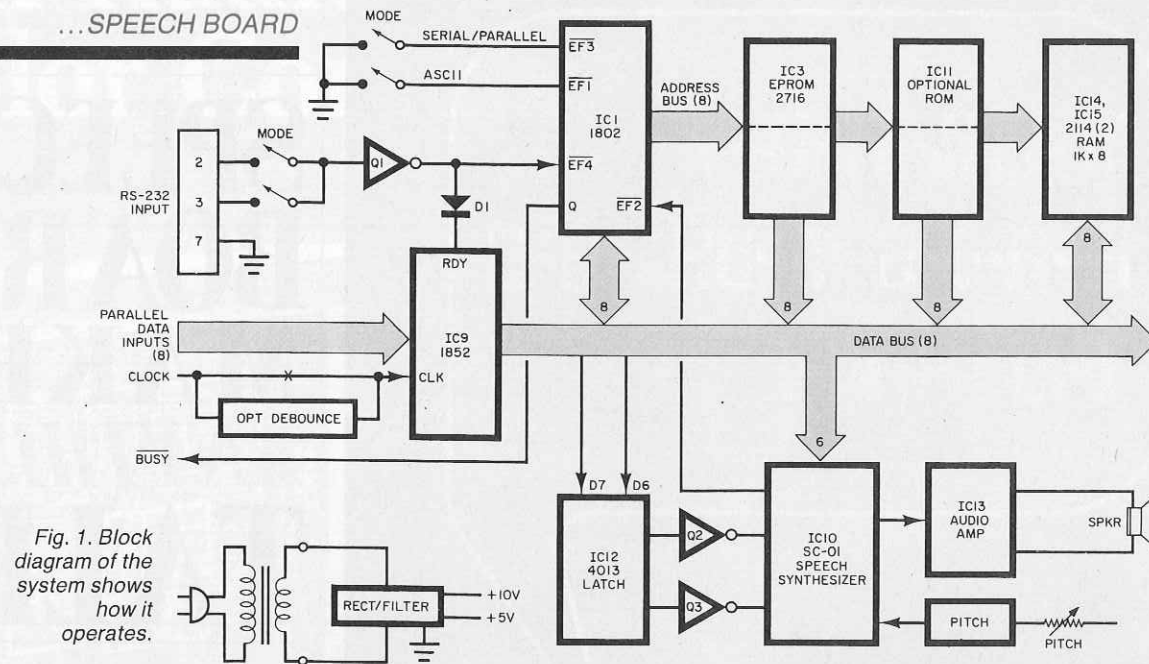 ...SPEECH BOARD
MODE
SERIAL/PARALLEL
ASCII
EF3
EF1
IC1
1802
EF4
Q
EF2
ADDRESS
BUS (8)
IC3
EPROM
2716
IC11
OPTIONAL
ROM
IC14,
IC15
2114 (2)
RAM
1K x 8
MODE
RS-232
INPUT
2
3
7
Q1
D1
RDY
IC9
1852
CLK
PARALLEL
DATA
INPUTS
(8)
CLOCK
X
OPT DEBOUNCE
BUSY
8
8
8
8
DATA BUS (8)
6
D7
D6
IC12
4013
LATCH
Q2
Q3
IC10
SC-01
SPEECH
SYNTHESIZER
IC13
AUDIO
AMP
SPKR
PITCH
PITCH
Fig. 1. Block
diagram of the
system shows
how it
operates.
RECT/FILTER
+10V
+5V